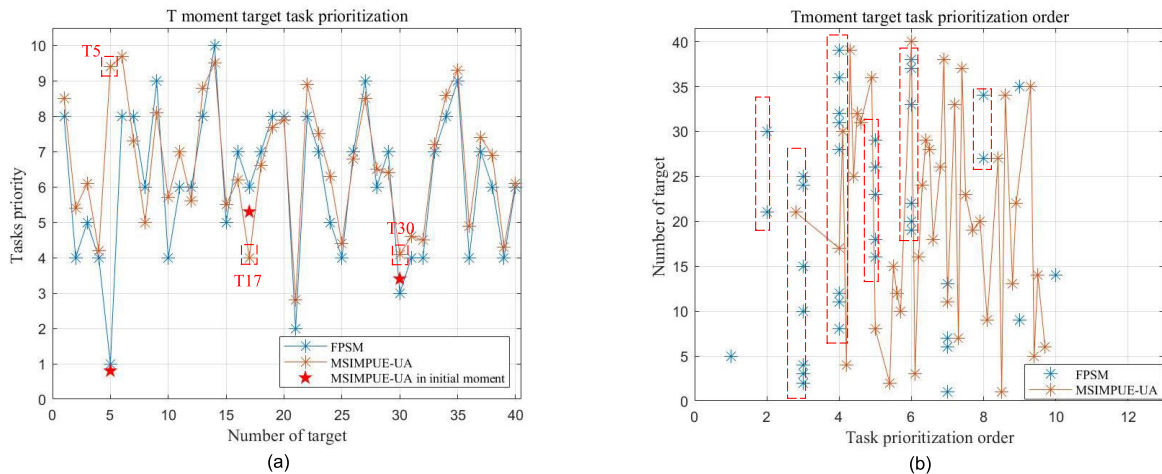 T moment target task prioritization
10
9
8
7
6
5
4
3
2
1
0
T5
T17
T30
FPSM
MSIMPUE-UA
MSIMPUE-UA in initial moment
0 5 10 15 20 25 30 35 40
Tasks priority
Number of target
(a)
Tmoment target task prioritization order
40
35
30
25
20
15
10
5
0
FPSM
MSIMPUE-UA
0 2 4 6 8 10 12
Number of target
Task prioritization order
(b)